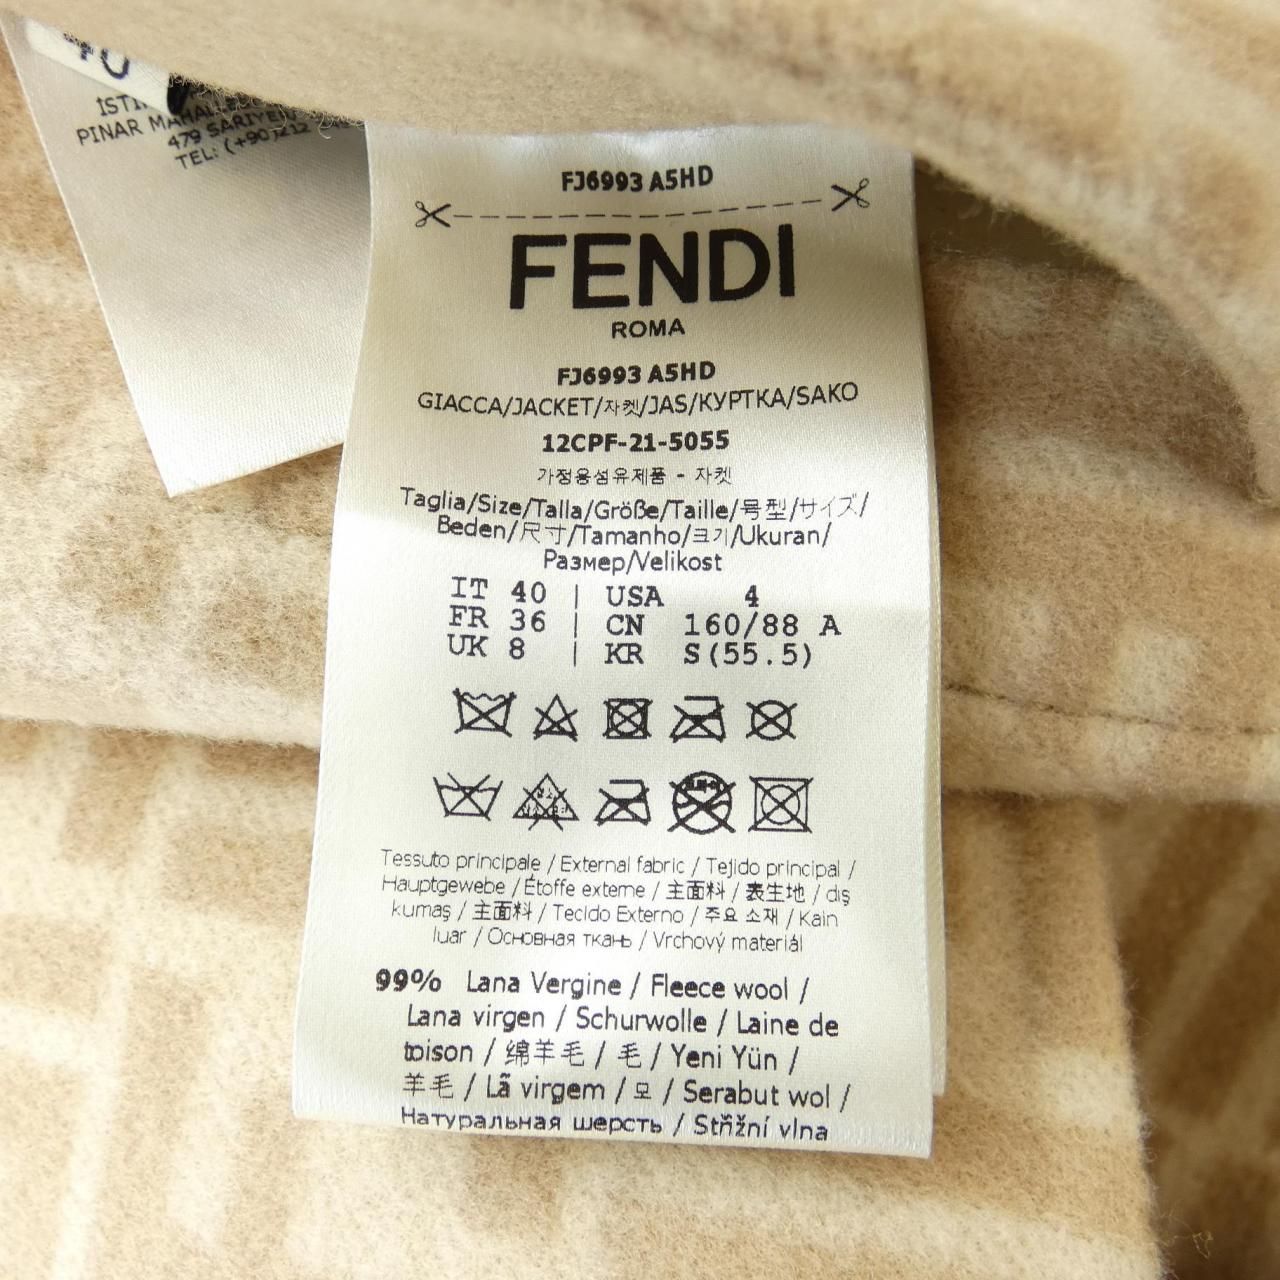 40
PINAR MAHALLESİ
479 SARIYER
TEL: (+90)212
FJ6993 A5HD
FENDI
ROMA
FJ6993 A5HD
GIACCA/JACKET/자켓/JAS/КУРТКА/SAKO
12CPF-21-5055
가정용섬유제품 - 자켓
Taglia/Size/Talla/Größe/Taille/号型/サイズ/
Beden/尺寸/Tamanho/크기/Ukuran/
Размер/Velikost
IT 40 | USA 4
FR 36 | CN 160/88 A
UK 8 | KR S(55.5)
Tessuto principale / External fabric / Tejido principal /
Hauptgewebe / Étoffe externe / 主面料 / 表生地 / dış
kumaş / 主面料 / Tecido Externo / 주요 소재 / Kain
luar / Основная ткань / Vrchový materiál
99% Lana Vergine / Fleece wool /
Lana virgen / Schurwolle / Laine de
toison / 绵羊毛 / 毛 / Yeni Yün /
羊毛 / Lã virgem / 모 / Serabut wol /
Натуральная шерсть / Střižní vlna